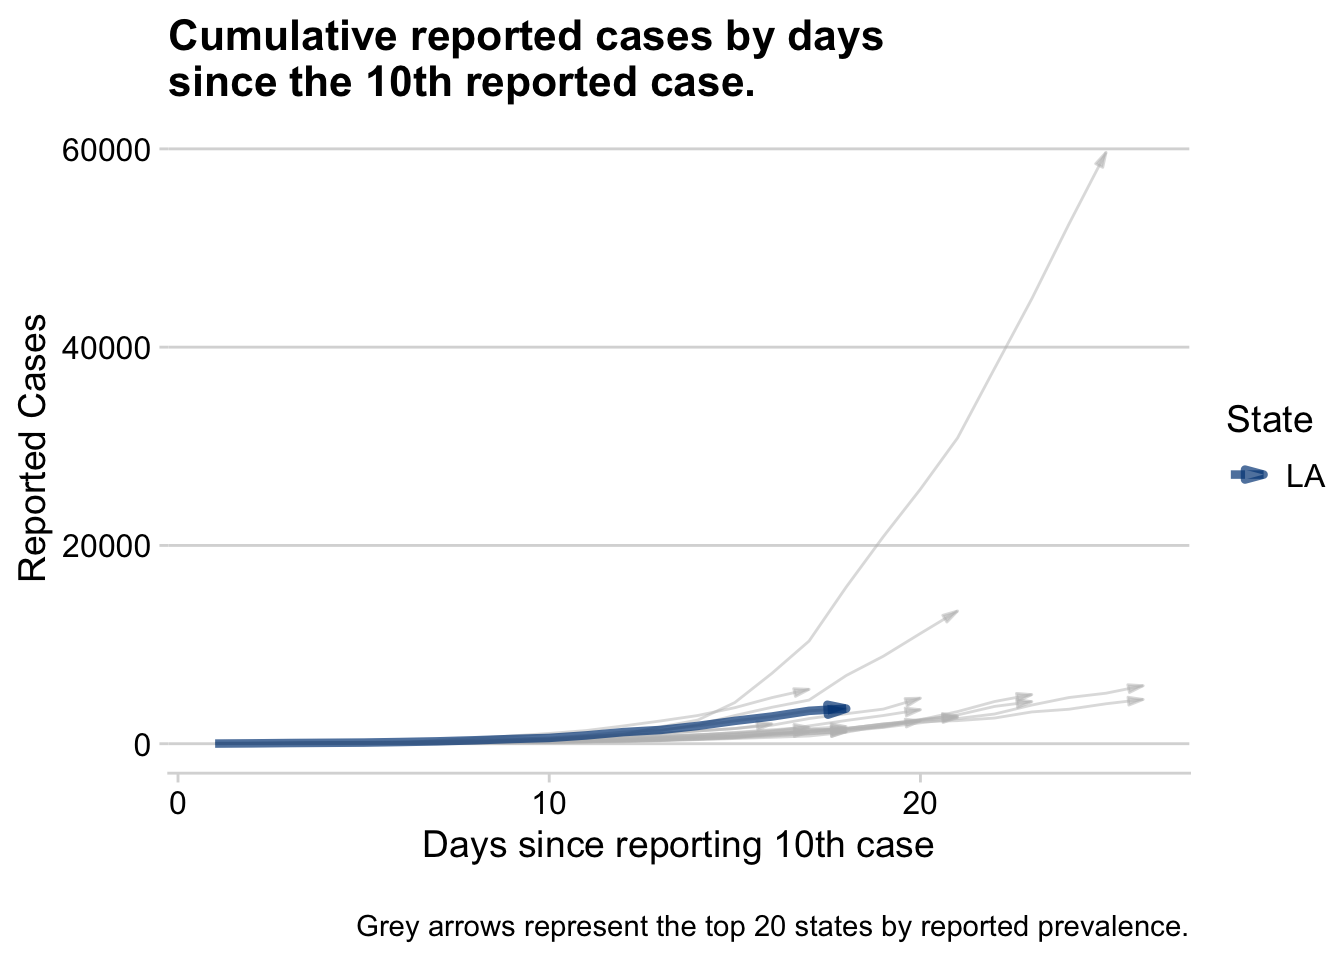 Cumulative reported cases by days
since the 10th reported case.
60000
40000
20000
0
Reported Cases
0 10 20
Days since reporting 10th case
State
LA
Grey arrows represent the top 20 states by reported prevalence.